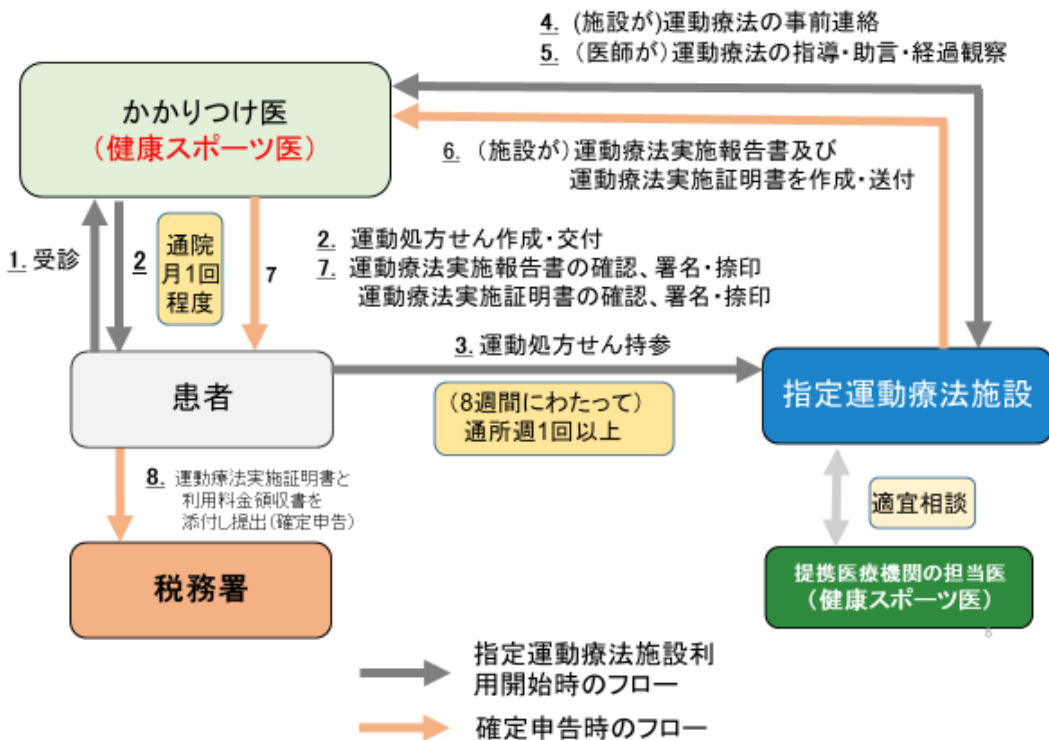 4. (施設が)運動療法の事前連絡
5. (医師が)運動療法の指導・助言・経過観察
かかりつけ医
(健康スポーツ医)
6. (施設が)運動療法実施報告書及び
運動療法実施証明書を作成・送付
1. 受診
2
通院
月1回
程度
7
2. 運動処方せん作成・交付
7. 運動療法実施報告書の確認、署名・捺印
運動療法実施証明書の確認、署名・捺印
3. 運動処方せん持参
患者
(8週間にわたって)
通所週1回以上
指定運動療法施設
8. 運動療法実施証明書と
利用料金領収書を
添付し提出(確定申告)
適宜相談
税務署
提携医療機関の担当医
(健康スポーツ医)
8
指定運動療法施設利
用開始時のフロー
確定申告時のフロー